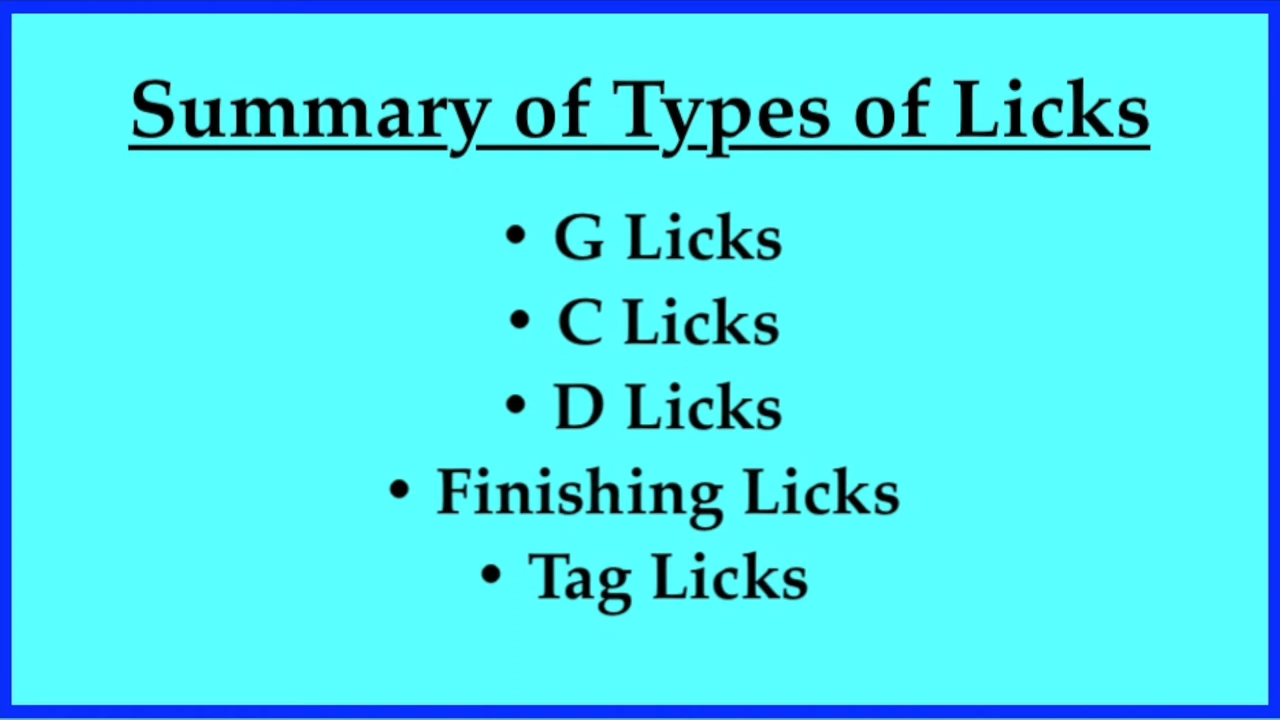 Summary of Types of Licks
• G Licks
• C Licks
• D Licks
• Finishing Licks
• Tag Licks